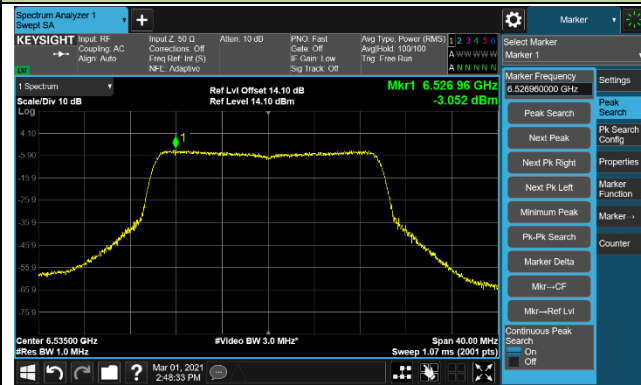 Spectrum Analyzer 1
Swept SA
+
Marker
KEYSIGHT
Input: RF
Coupling: AC
Align: Auto
Input Z: 50 Ω
Corrections: Off
Freq Ref: Int (S)
NFE: Adaptive
Atten: 10 dB
PNO: Fast
Gate: Off
IF Gain: Low
Sig Track: Off
Avg Type: Power (RMS)
Avg|Hold: 100/100
Trig: Free Run
1 2 3 4 5 6
A W W W W W
A N N N N N
LNI
1 Spectrum
Scale/Div 10 dB
Log
Ref Lvl Offset 14.10 dB
Ref Level 14.10 dBm
Mkr1 6.526 96 GHz
-3.052 dBm
1
4.10
-5.90
-15.9
-25.9
-35.9
-45.9
-55.9
-65.9
-75.9
Center 6.53500 GHz
#Res BW 1.0 MHz
#Video BW 3.0 MHz*
Span 40.00 MHz
Sweep 1.07 ms (2001 pts)
Mar 01, 2021
2:48:33 PM
Select Marker
Marker 1
Marker Frequency
6.526960000 GHz
Peak Search
Next Peak
Next Pk Right
Next Pk Left
Minimum Peak
Pk-Pk Search
Marker Delta
Mkr→CF
Mkr→Ref Lvl
Continuous Peak
Search
On
Off
Settings
Peak
Search
Pk Search
Config
Properties
Marker
Function
Marker→
Counter